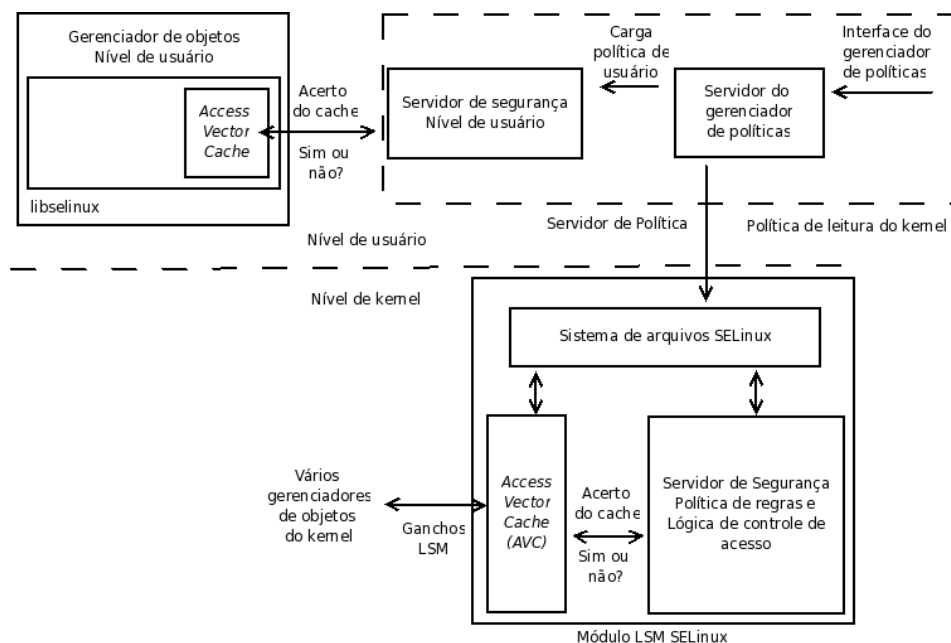 Gerenciador de objetos
Nível de usuário
Access
Vector
Cache
libselinux
Acerto
do cache
Sim ou
não?
Servidor de segurança
Nível de usuário
Carga
política de
usuário
Servidor do
gerenciador
de políticas
Interface do
gerenciador
de políticas
Servidor de Política
Política de leitura do kernel
Nível de usuário
Nível de kernel
Sistema de arquivos SELinux
Vários
gerenciadores
de objetos
do kernel
Ganchos
LSM
Access
Vector
Cache
(AVC)
Acerto
do cache
Sim ou
não?
Servidor de Segurança
Política de regras e
Lógica de controle de
acesso
Módulo LSM SELinux